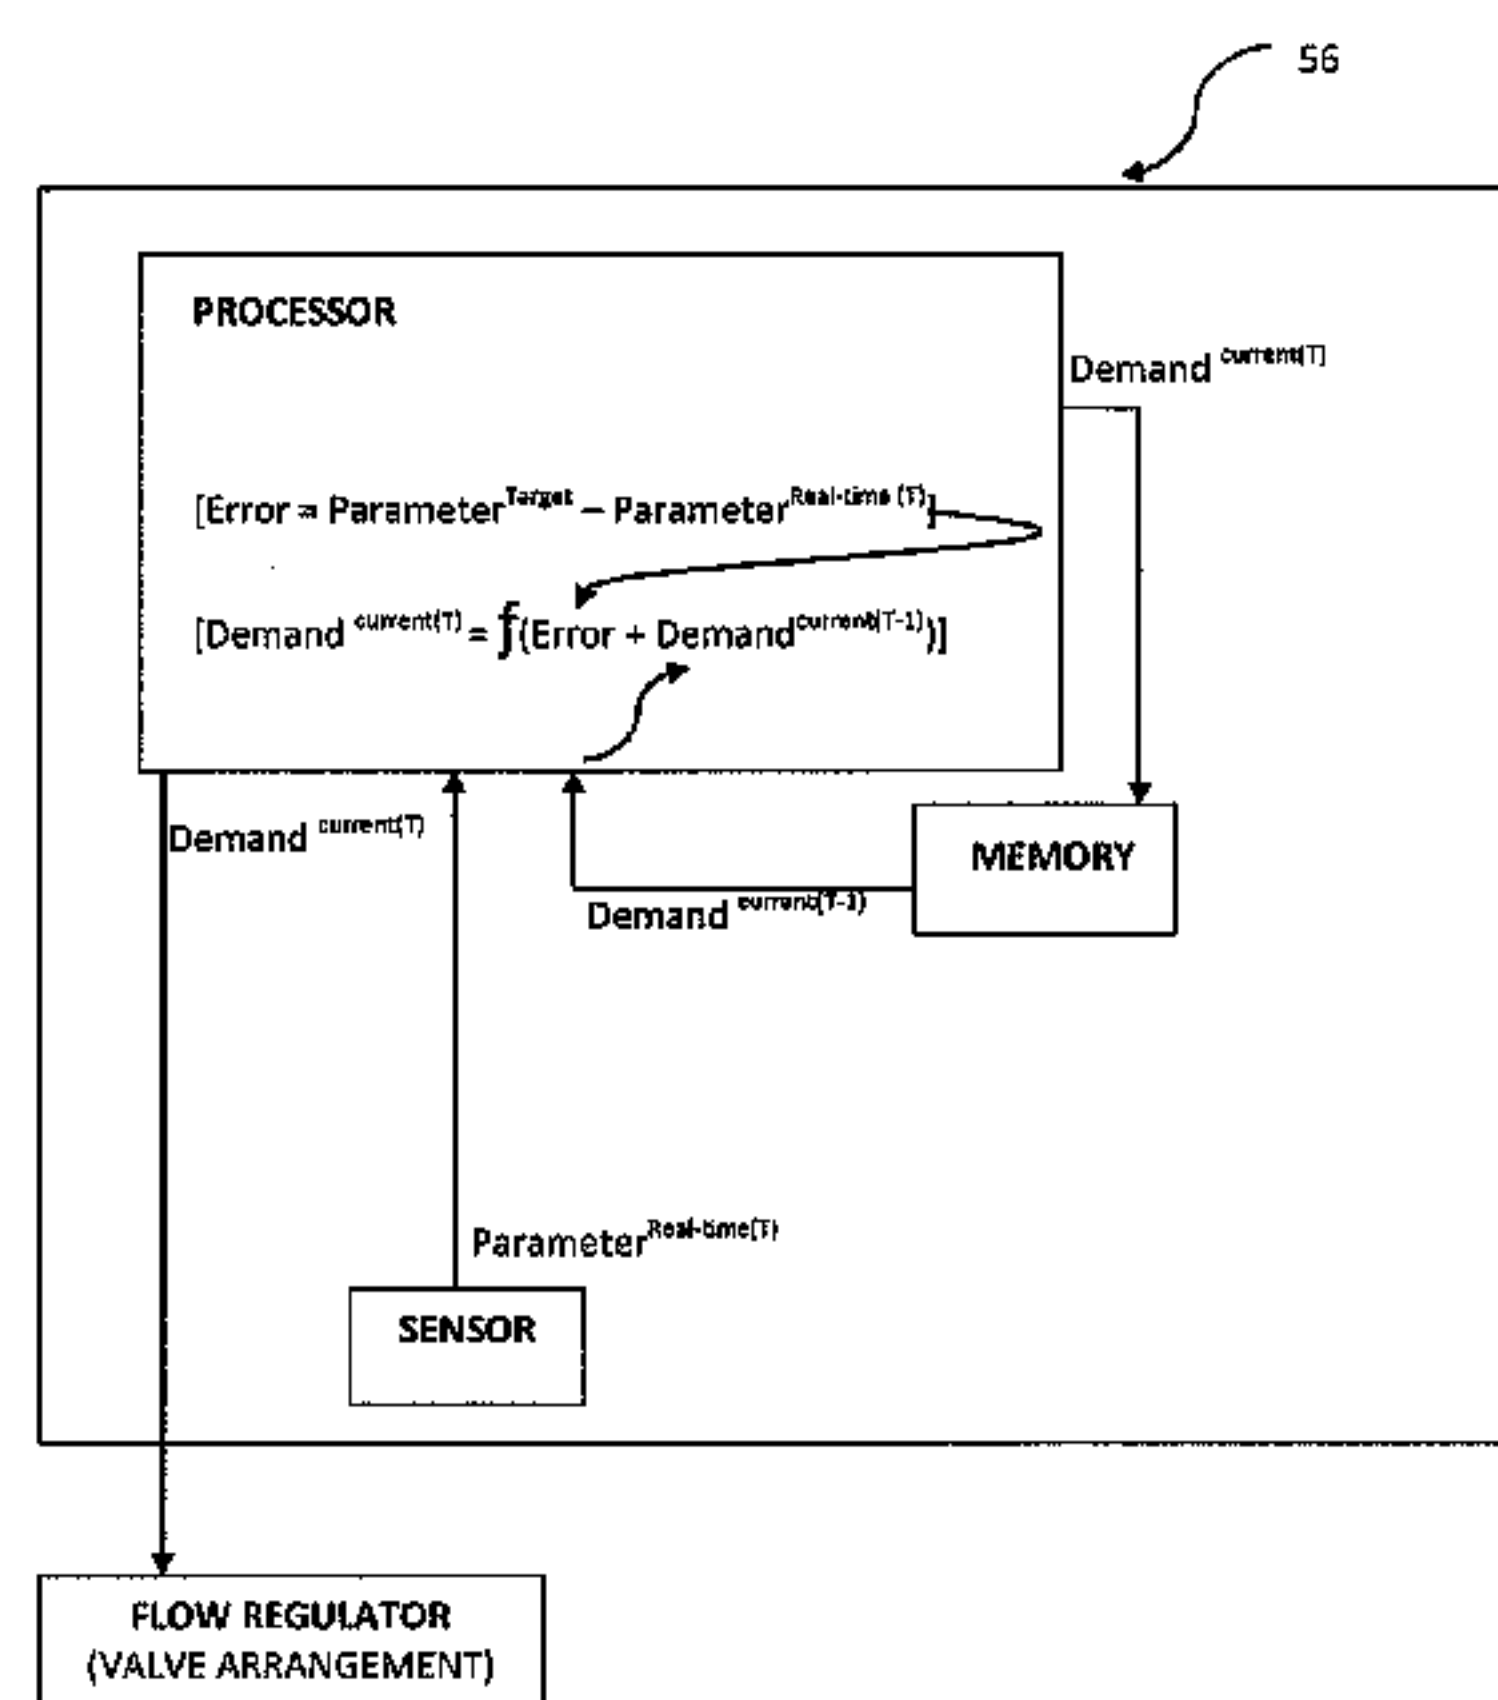 56
PROCESSOR
Demand current(T)
[Error = Parameter Target – Parameter Real-time (T)]
[Demand current(T) = ƒ(Error + Demand current(T-1))]
Demand current(T)
MEMORY
Demand current(T-1)
Parameter Real-time(T)
SENSOR
FLOW REGULATOR
(VALVE ARRANGEMENT)